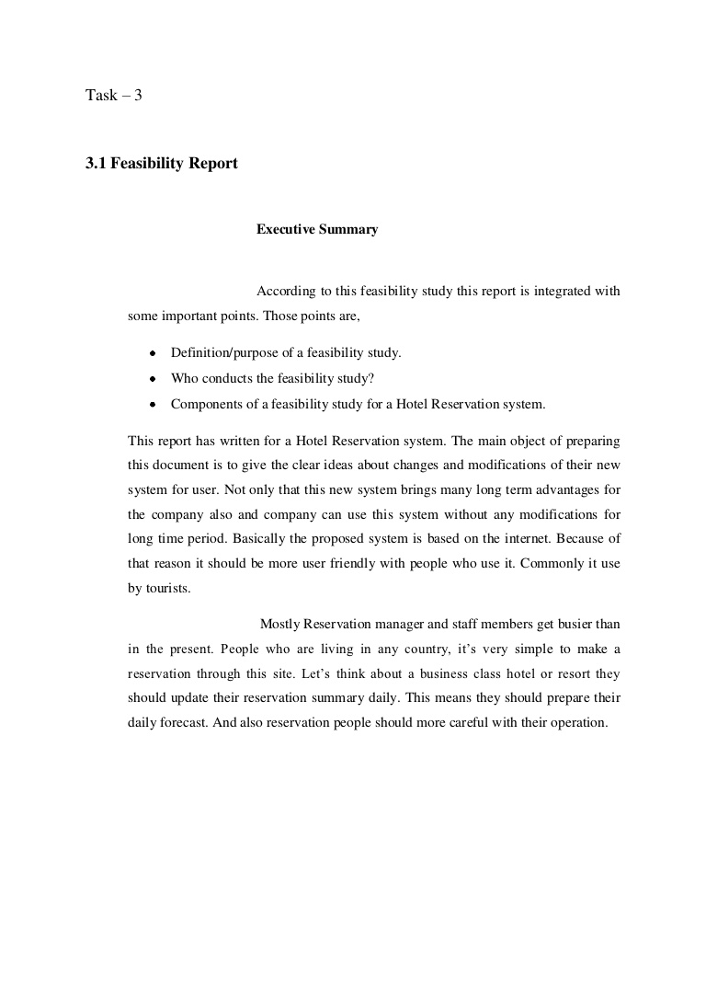 Task – 3
3.1 Feasibility Report
Executive Summary
According to this feasibility study this report is integrated with
some important points. Those points are,
• Definition/purpose of a feasibility study.
• Who conducts the feasibility study?
• Components of a feasibility study for a Hotel Reservation system.
This report has written for a Hotel Reservation system. The main object of preparing
this document is to give the clear ideas about changes and modifications of their new
system for user. Not only that this new system brings many long term advantages for
the company also and company can use this system without any modifications for
long time period. Basically the proposed system is based on the internet. Because of
that reason it should be more user friendly with people who use it. Commonly it use
by tourists.
Mostly Reservation manager and staff members get busier than
in the present. People who are living in any country, it’s very simple to make a
reservation through this site. Let’s think about a business class hotel or resort they
should update their reservation summary daily. This means they should prepare their
daily forecast. And also reservation people should more careful with their operation.